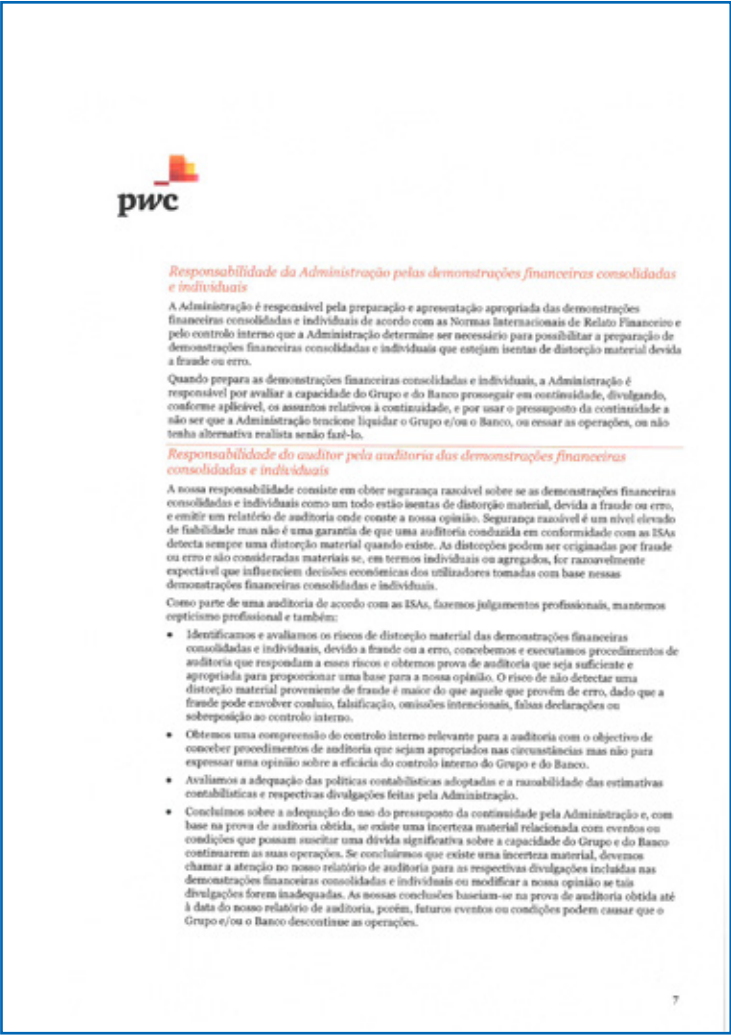 pwc
Responsabilidade da Administração pelas demonstrações financeiras consolidadas
e individuais
A Administração é responsável pela preparação e apresentação apropriada das demonstrações
financeiras consolidadas e individuais de acordo com as Normas Internacionais de Relato Financeiro e
pelo controlo interno que a Administração determine ser necessário para possibilitar a preparação de
demonstrações financeiras consolidadas e individuais que estejam isentas de distorção material devida
a fraude ou erro.
Quando prepara as demonstrações financeiras consolidadas e individuais, a Administração é
responsável por avaliar a capacidade do Grupo e do Banco prosseguir em continuidade, divulgando,
conforme aplicável, os assuntos relativos à continuidade, e por usar o pressuposto da continuidade a
não ser que a Administração tencione liquidar o Grupo e/ou o Banco, ou cessar as operações, ou não
tenha alternativa realista senão fazê-lo.
Responsabilidade do auditor pela auditoria das demonstrações financeiras
consolidadas e individuais
A nossa responsabilidade consiste em obter segurança razoável sobre se as demonstrações financeiras
consolidadas e individuais como um todo estão isentas de distorção material, devida a fraude ou erro,
e emitir um relatório de auditoria onde conste a nossa opinião. Segurança razoável é um nível elevado
de fiabilidade mas não é uma garantia de que uma auditoria conduzida em conformidade com as ISAs
detecta sempre uma distorção material quando existe. As distorções podem ser originadas por fraude
ou erro e são consideradas materiais se, em termos individuais ou agregados, for razoavelmente
expectável que influenciem decisões económicas dos utilizadores tomadas com base nessas
demonstrações financeiras consolidadas e individuais.
Como parte de uma auditoria de acordo com as ISAs, fazemos julgamentos profissionais, mantemos
cepticismo profissional e também:
• Identificamos e avaliamos os riscos de distorção material das demonstrações financeiras
consolidadas e individuais, devido a fraude ou a erro, concebemos e executamos procedimentos de
auditoria que respondam a esses riscos e obtemos prova de auditoria que seja suficiente e
apropriada para proporcionar uma base para a nossa opinião. O risco de não detectar uma
distorção material proveniente de fraude é maior do que aquele que provém de erro, dado que a
fraude pode envolver conluio, falsificação, omissões intencionais, falsas declarações ou
sobreposição ao controlo interno.
• Obtemos uma compreensão do controlo interno relevante para a auditoria com o objectivo de
conceber procedimentos de auditoria que sejam apropriados nas circunstâncias mas não para
expressar uma opinião sobre a eficácia do controlo interno do Grupo e do Banco.
• Avaliamos a adequação das políticas contabilísticas adoptadas e a razoabilidade das estimativas
contabilísticas e respectivas divulgações feitas pela Administração.
• Concluímos sobre a adequação do uso do pressuposto da continuidade pela Administração e, com
base na prova de auditoria obtida, se existe uma incerteza material relacionada com eventos ou
condições que possam suscitar uma dúvida significativa sobre a capacidade do Grupo e do Banco
continuarem as suas operações. Se concluirmos que existe uma incerteza material, devemos
chamar a atenção no nosso relatório de auditoria para as respectivas divulgações incluídas nas
demonstrações financeiras consolidadas e individuais ou modificar a nossa opinião se tais
divulgações forem inadequadas. As nossas conclusões baseiam-se na prova de auditoria obtida até
à data do nosso relatório de auditoria, porém, futuros eventos ou condições podem causar que o
Grupo e/ou o Banco descontinue as operações.
7